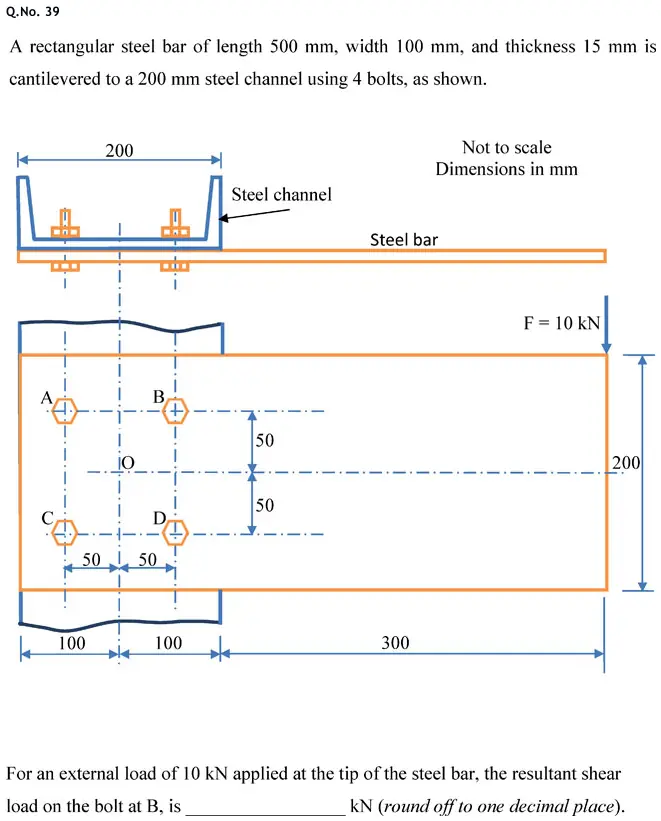 Q.No. 39
A rectangular steel bar of length 500 mm, width 100 mm, and thickness 15 mm is
cantilevered to a 200 mm steel channel using 4 bolts, as shown.
200
Not to scale
Dimensions in mm
Steel channel
Steel bar
F = 10 kN
A
B
50
O
200
50
C
D
50
50
100
100
300
For an external load of 10 kN applied at the tip of the steel bar, the resultant shear
load on the bolt at B, is ____________________ kN (round off to one decimal place).